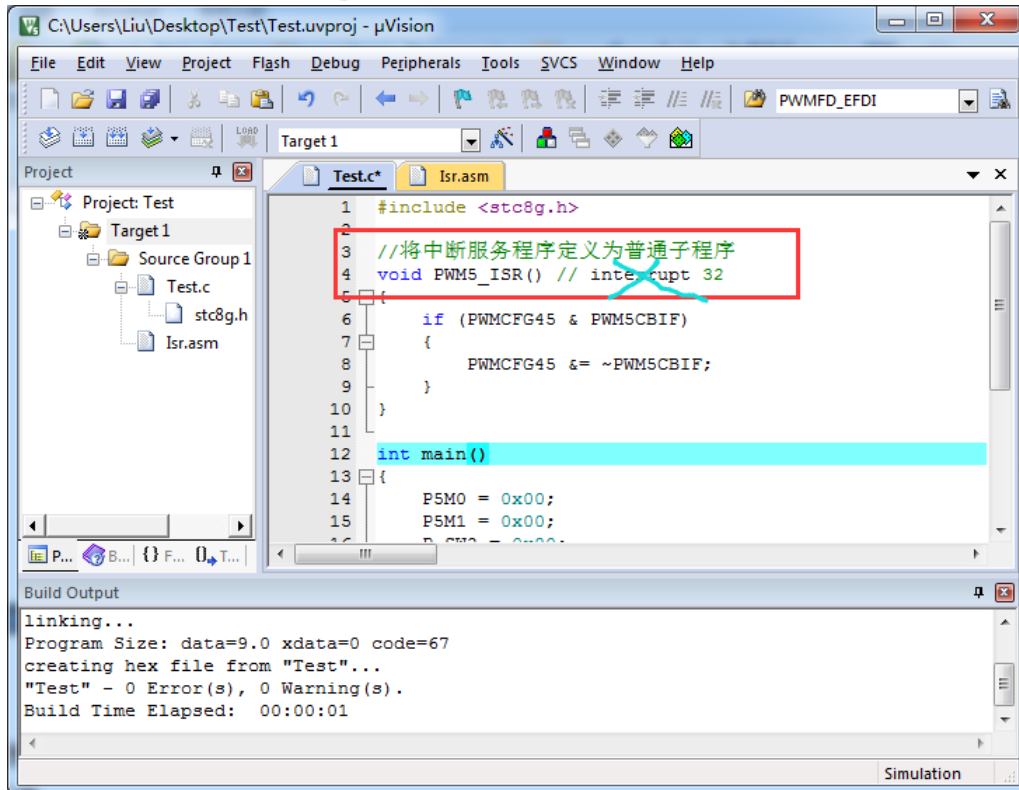 C:\Users\Liu\Desktop\Test\Test.uvproj - µVision
File Edit View Project Flash Debug Peripherals Tools SVCS Window Help
PWMFD_EFDI
LOAD Target 1
Project
Test.c* Isr.asm
Project: Test
Target 1
Source Group 1
Test.c
stc8g.h
Isr.asm
1 #include <stc8g.h>
2
3 //将中断服务程序定义为普通子程序
4 void PWM5_ISR() // interrupt 32
5 {
6 if (PWMCFG45 & PWM5CBIF)
7 {
8 PWMCFG45 &= ~PWM5CBIF;
9 }
10 }
11
12 int main()
13 {
14 P5M0 = 0x00;
15 P5M1 = 0x00;
P... B... {} F... T...
Build Output
linking...
Program Size: data=9.0 xdata=0 code=67
creating hex file from "Test"...
"Test" - 0 Error(s), 0 Warning(s).
Build Time Elapsed: 00:00:01
Simulation